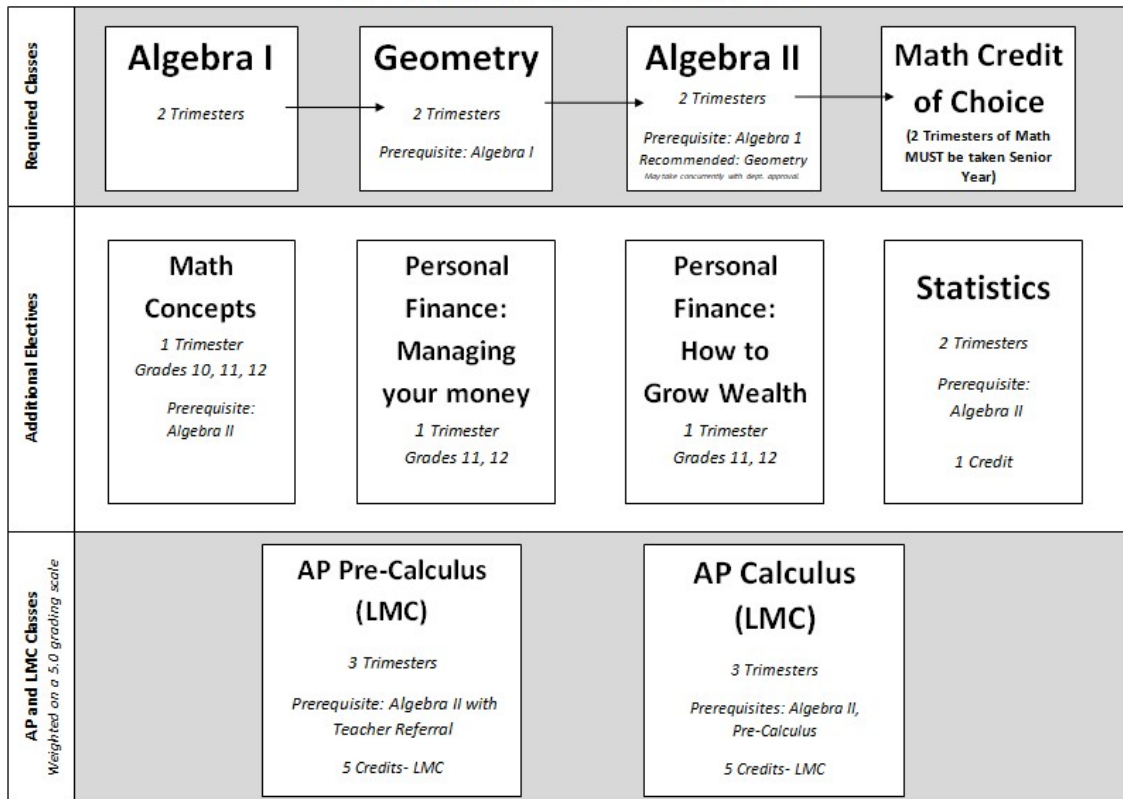 Required Classes
Algebra I
2 Trimesters
Geometry
2 Trimesters
Prerequisite: Algebra I
Algebra II
2 Trimesters
Prerequisite: Algebra 1
Recommended: Geometry
May take concurrently with dept. approval.
Math Credit
of Choice
(2 Trimesters of Math
MUST be taken Senior
Year)
Additional Electives
Math
Concepts
1 Trimester
Grades 10, 11, 12
Prerequisite:
Algebra II
Personal
Finance:
Managing
your money
1 Trimester
Grades 11, 12
Personal
Finance:
How to
Grow Wealth
1 Trimester
Grades 11, 12
Statistics
2 Trimesters
Prerequisite:
Algebra II
1 Credit
AP and LMC Classes
Weighted on a 5.0 grading scale
AP Pre-Calculus
(LMC)
3 Trimesters
Prerequisite: Algebra II with
Teacher Referral
5 Credits- LMC
AP Calculus
(LMC)
3 Trimesters
Prerequisites: Algebra II,
Pre-Calculus
5 Credits- LMC